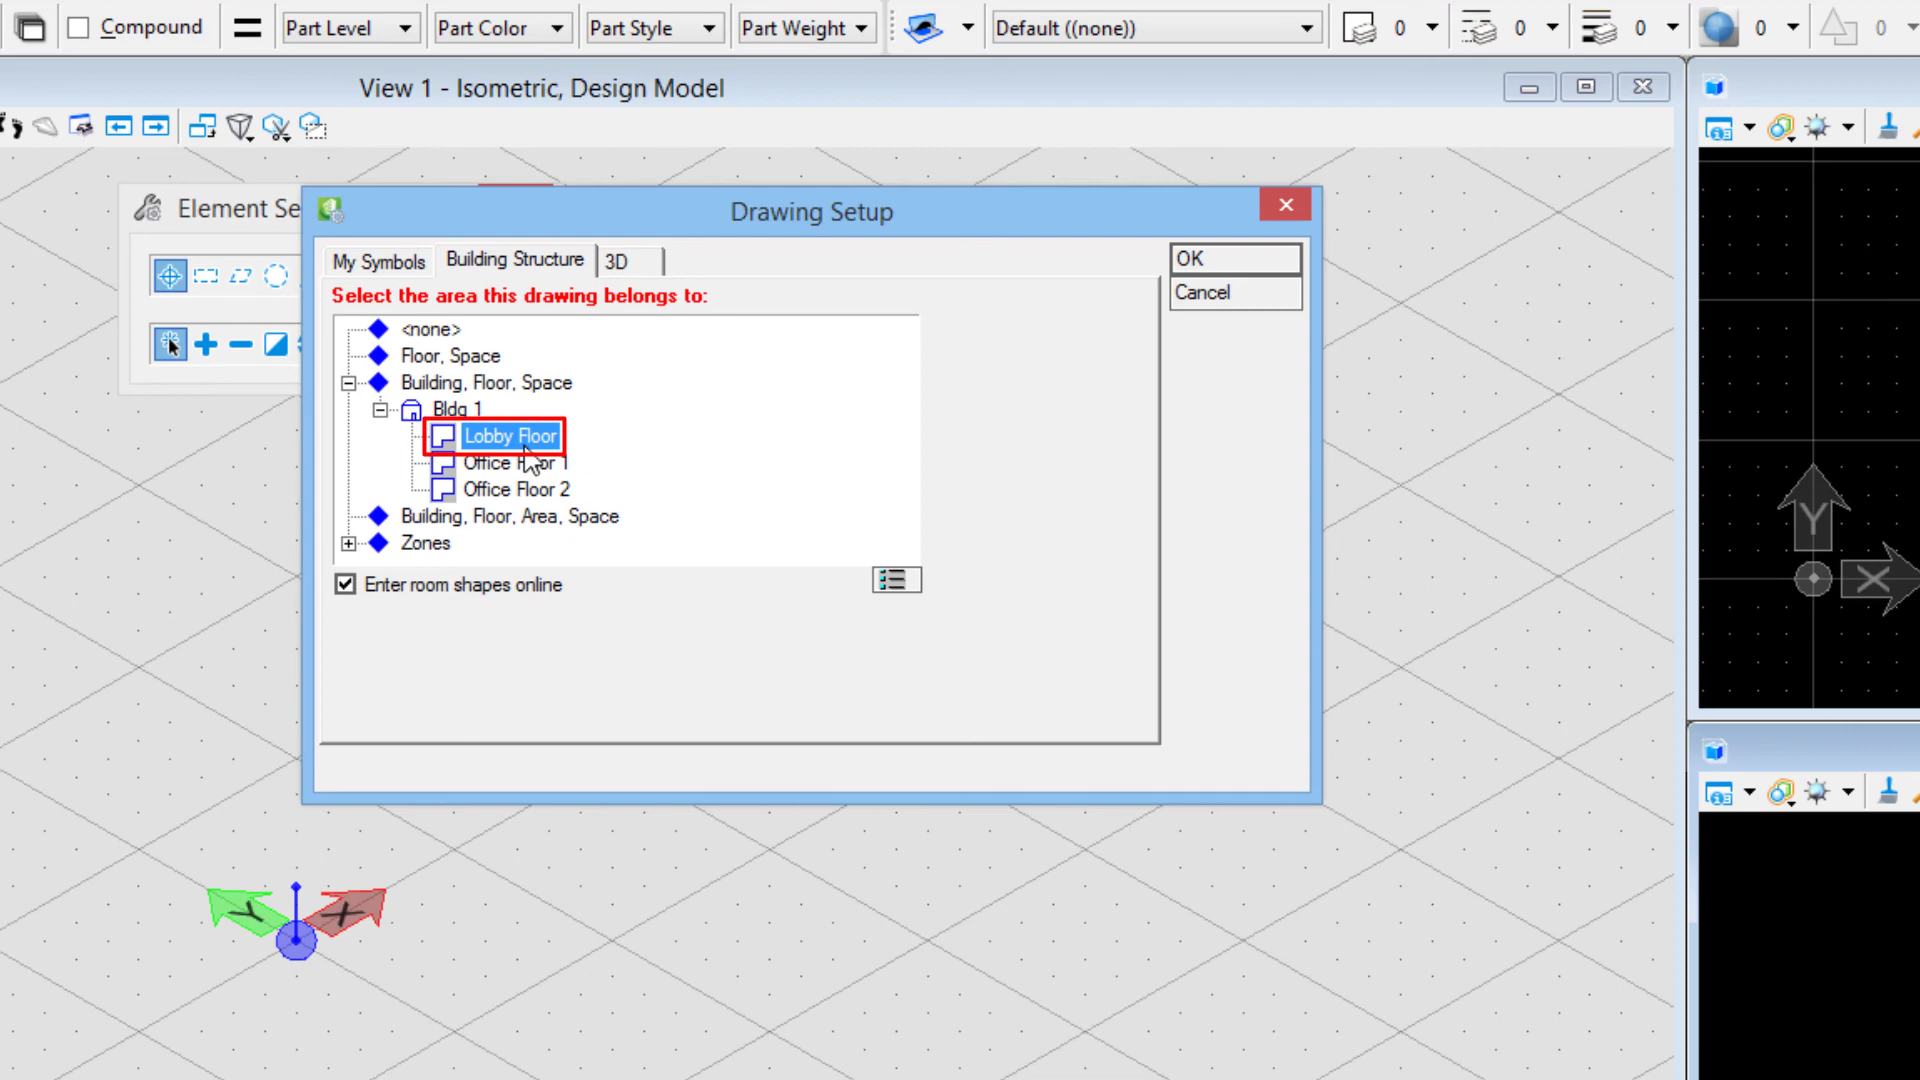 Compound Part Level Part Color Part Style Part Weight Default ((none)) 0 0 0 0 0
View 1 - Isometric, Design Model
Element Se
Drawing Setup
My Symbols Building Structure 3D
OK
Cancel
Select the area this drawing belongs to:
<none>
Floor, Space
Building, Floor, Space
Bldg 1
Lobby Floor
Office Floor 1
Office Floor 2
Building, Floor, Area, Space
Zones
Enter room shapes online
Y
X
Y X